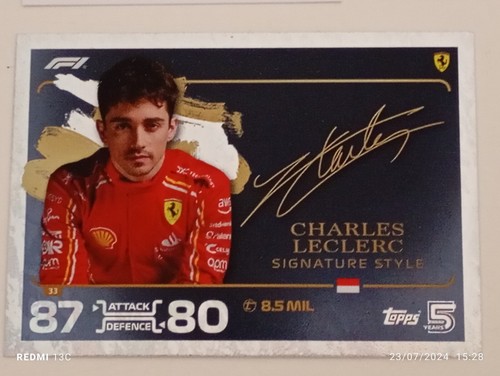 F1
CHARLES
LECLERC
SIGNATURE STYLE
33
87 ATTACK DEFENCE 80
8.5 MIL
Topps 5 YEARS
REDMI 13C
23/07/2024 15:28